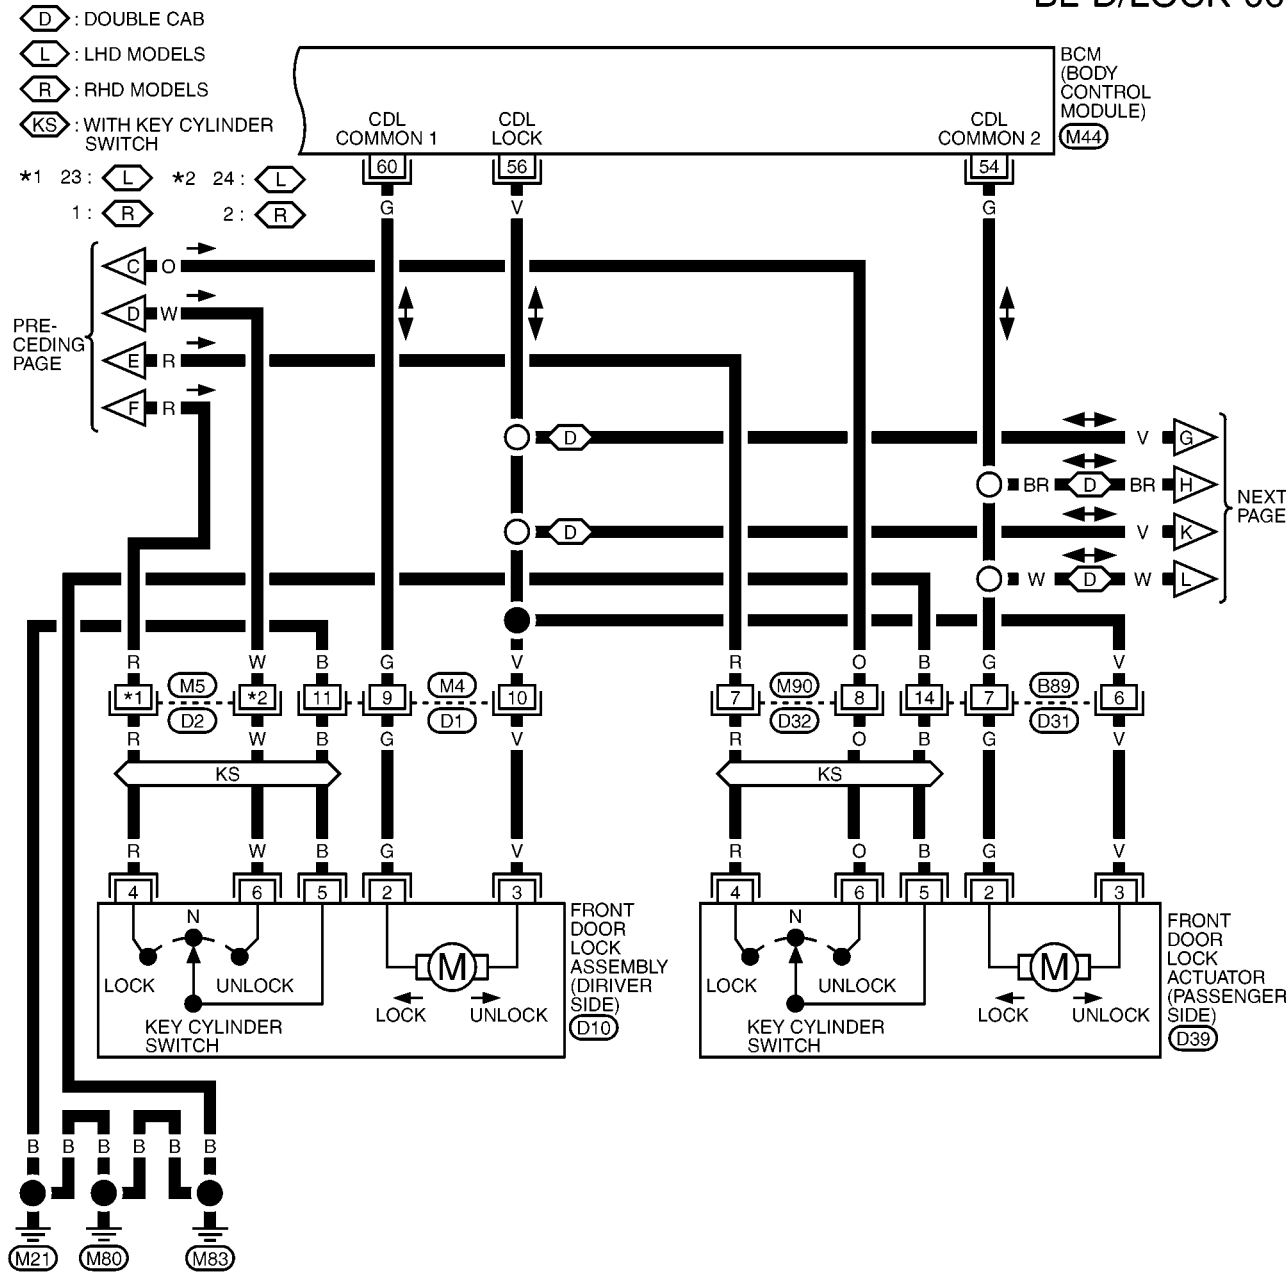 D : DOUBLE CAB
L : LHD MODELS
R : RHD MODELS
KS : WITH KEY CYLINDER
SWITCH
*1 23 : L *2 24 : L
1 : R 2 : R
BCM
(BODY
CONTROL
MODULE)
M44
CDL
COMMON 1
CDL
LOCK
CDL
COMMON 2
60 56 54
G V G
PRE-
CEDING
PAGE
C O
D W
E R
F R
D V G
BR D BR H
D V K
W D W L
NEXT
PAGE
R W B G V R O B G V
*1 M5 *2 11 9 M4 10 7 M90 8 14 7 B89 6
D2 D1 D32 D31
R W B G V R O B G V
KS KS
R W B G V R O B G V
4 6 5 2 3 4 6 5 2 3
N
LOCK UNLOCK
KEY CYLINDER
SWITCH
M
LOCK UNLOCK
FRONT
DOOR
LOCK
ASSEMBLY
(DIRIVER
SIDE)
D10
N
LOCK UNLOCK
KEY CYLINDER
SWITCH
M
LOCK UNLOCK
FRONT
DOOR
LOCK
ACTUATOR
(PASSENGER
SIDE)
D39
B B B B B B
M21 M80 M83